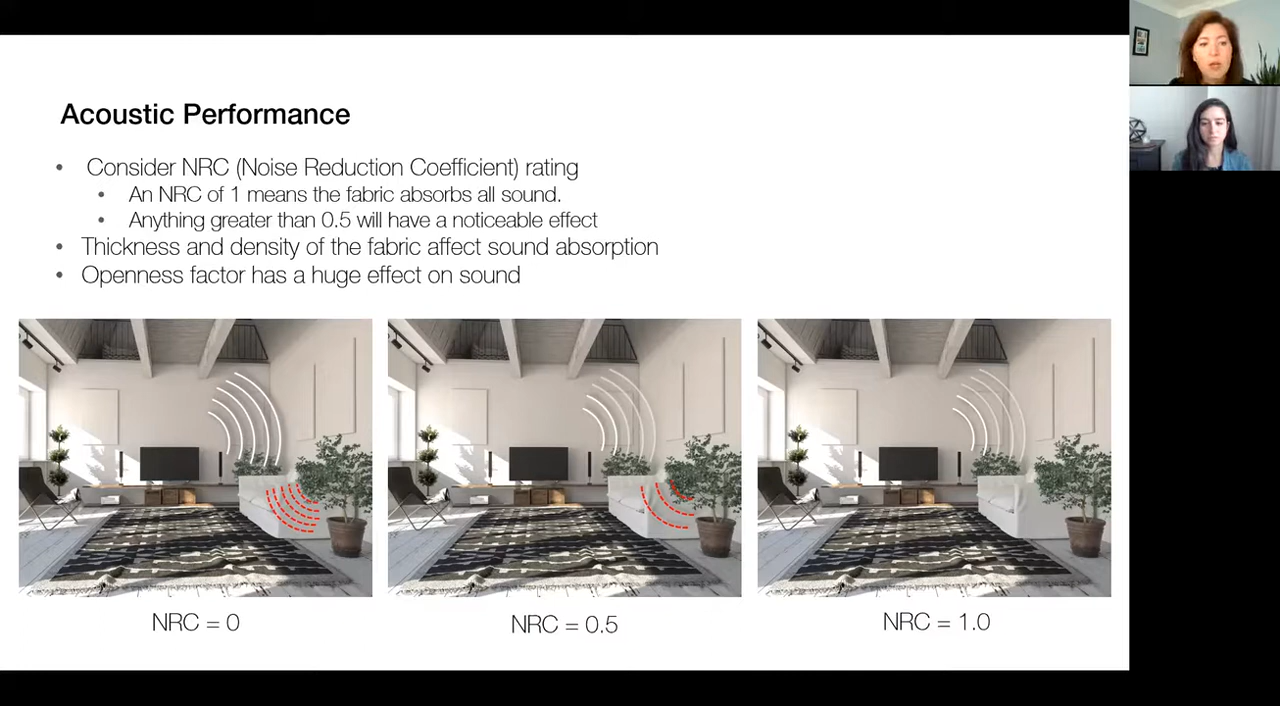 Acoustic Performance
• Consider NRC (Noise Reduction Coefficient) rating
• An NRC of 1 means the fabric absorbs all sound.
• Anything greater than 0.5 will have a noticeable effect
• Thickness and density of the fabric affect sound absorption
• Openness factor has a huge effect on sound
NRC = 0
NRC = 0.5
NRC = 1.0